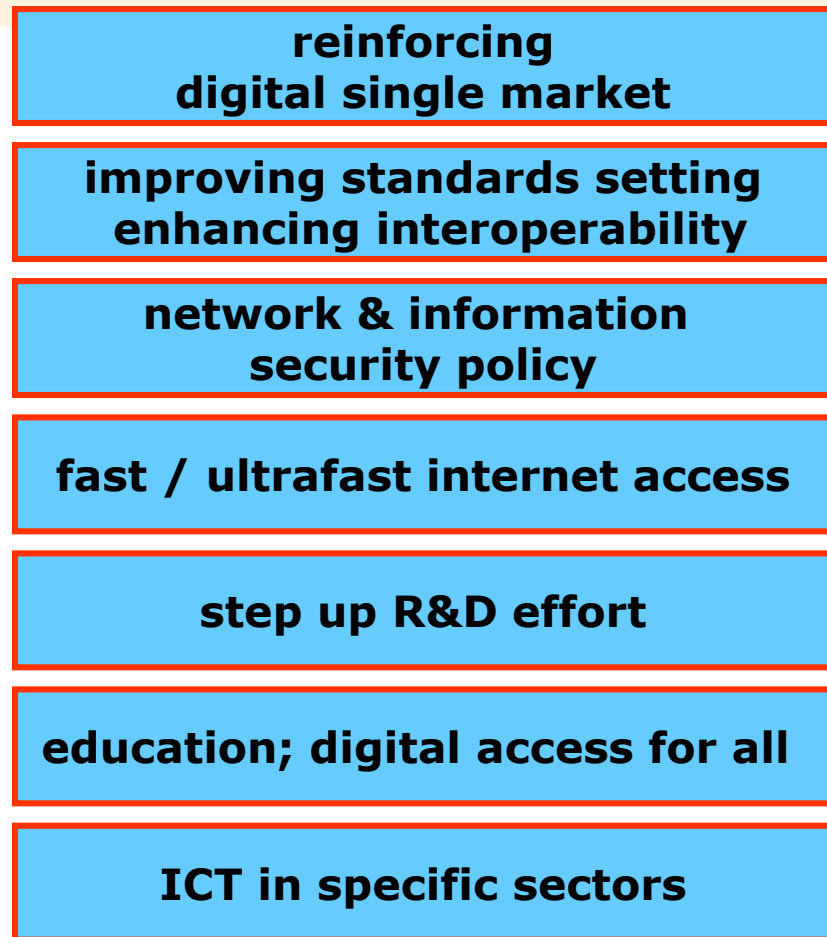 reinforcing
digital single market
improving standards setting
enhancing interoperability
network & information
security policy
fast / ultrafast internet access
step up R&D effort
education; digital access for all
ICT in specific sectors